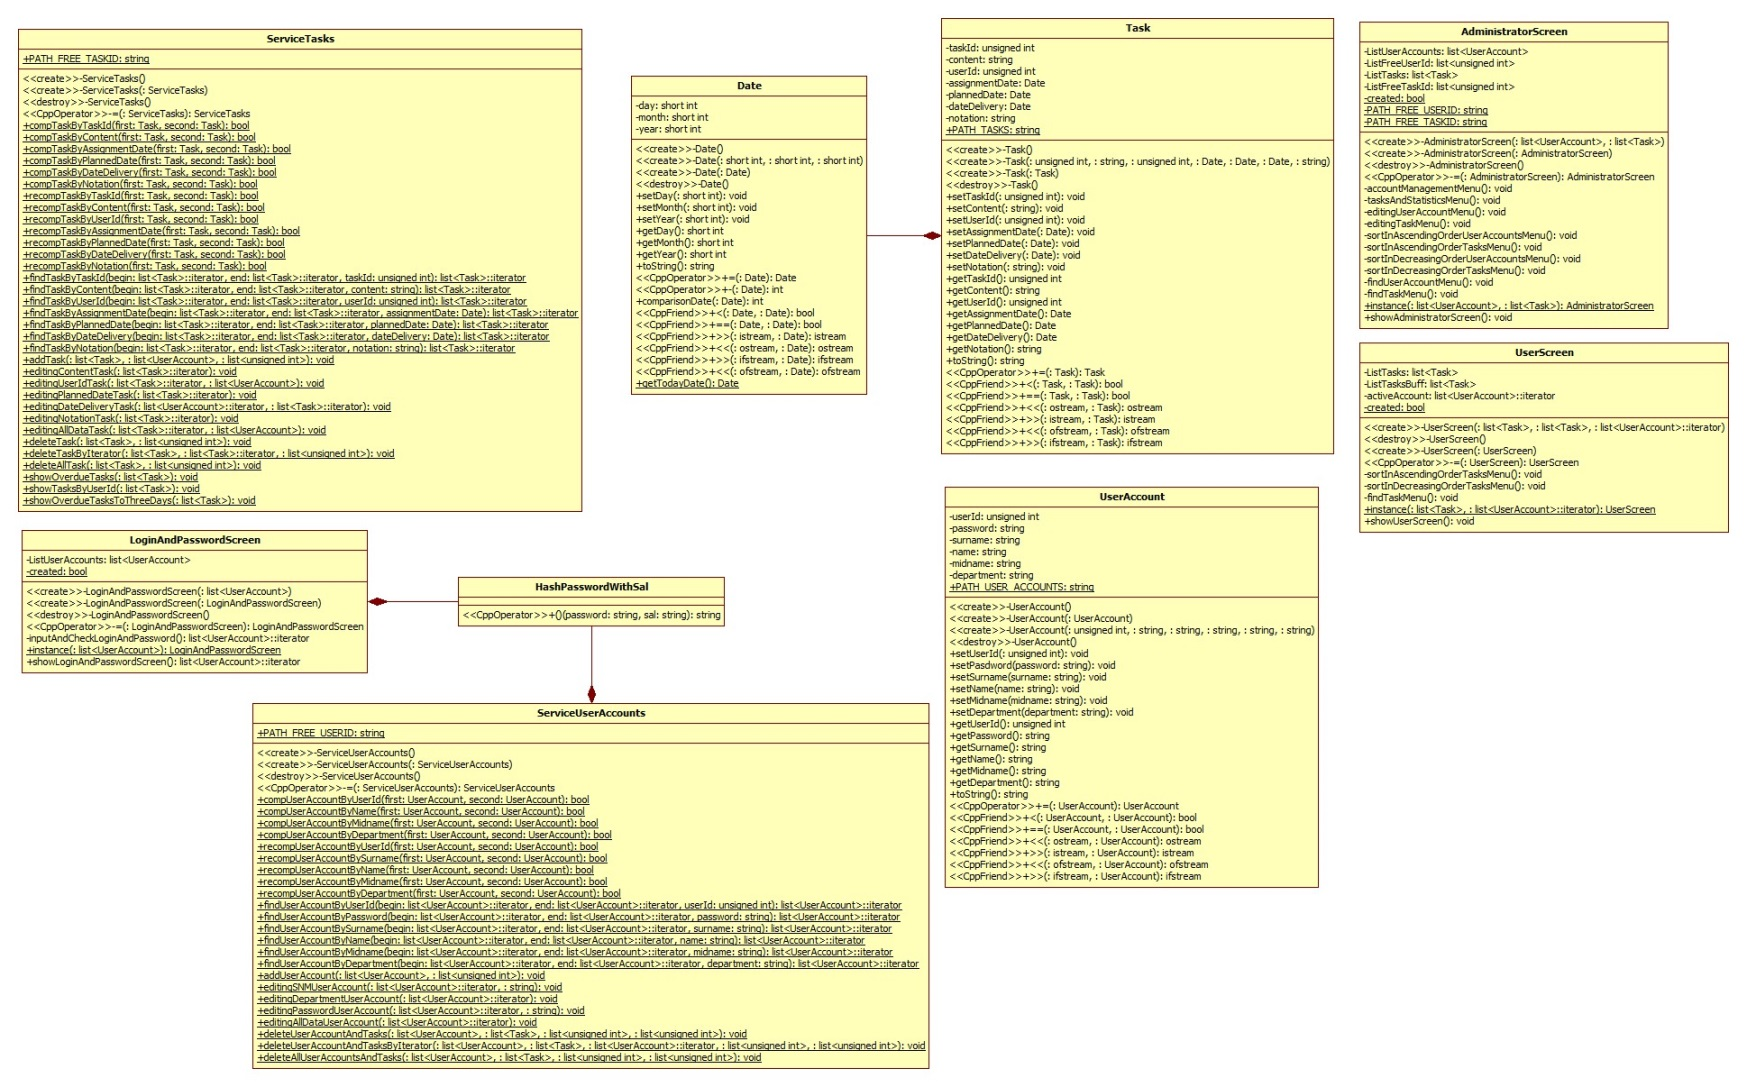 ServiceTasks
+PATH_FREE_TASKID: string
<<create>>-ServiceTasks()
<<create>>-ServiceTasks(: ServiceTasks)
<<destroy>>-ServiceTasks()
<<CppOperator>>-=(: ServiceTasks): ServiceTasks
+compTaskByTaskId(first: Task, second: Task): bool
+compTaskByContent(first: Task, second: Task): bool
+compTaskByAssignmentDate(first: Task, second: Task): bool
+compTaskByPlannedDate(first: Task, second: Task): bool
+compTaskByDateDelivery(first: Task, second: Task): bool
+compTaskByNotation(first: Task, second: Task): bool
+recompTaskByTaskId(first: Task, second: Task): bool
+recompTaskByContent(first: Task, second: Task): bool
+recompTaskByUserId(first: Task, second: Task): bool
+recompTaskByAssignmentDate(first: Task, second: Task): bool
+recompTaskByPlannedDate(first: Task, second: Task): bool
+recompTaskByDateDelivery(first: Task, second: Task): bool
+recompTaskByNotation(first: Task, second: Task): bool
+findTaskByTaskId(begin: list<Task>::iterator, end: list<Task>::iterator, taskId: unsigned int): list<Task>::iterator
+findTaskByContent(begin: list<Task>::iterator, end: list<Task>::iterator, content: string): list<Task>::iterator
+findTaskByUserId(begin: list<Task>::iterator, end: list<Task>::iterator, userId: unsigned int): list<Task>::iterator
+findTaskByAssignmentDate(begin: list<Task>::iterator, end: list<Task>::iterator, assignmentDate: Date): list<Task>::iterator
+findTaskByPlannedDate(begin: list<Task>::iterator, end: list<Task>::iterator, plannedDate: Date): list<Task>::iterator
+findTaskByDateDelivery(begin: list<Task>::iterator, end: list<Task>::iterator, dateDelivery: Date): list<Task>::iterator
+findTaskByNotation(begin: list<Task>::iterator, end: list<Task>::iterator, notation: string): list<Task>::iterator
+addTask(: list<Task>, : list<UserAccount>, : list<unsigned int>): void
+editingContentTask(: list<Task>::iterator): void
+editingUserIdTask(: list<Task>::iterator, : list<UserAccount>): void
+editingPlannedDateTask(: list<Task>::iterator): void
+editingDateDeliveryTask(: list<UserAccount>::iterator, : list<Task>::iterator): void
+editingNotationTask(: list<Task>::iterator): void
+editingAllDataTask(: list<Task>::iterator, : list<UserAccount>): void
+deleteTask(: list<Task>, : list<unsigned int>): void
+deleteTaskByIterator(: list<Task>, : list<Task>::iterator, : list<unsigned int>): void
+deleteAllTask(: list<Task>, : list<unsigned int>): void
+showOverdueTasks(: list<Task>): void
+showTasksByUserId(: list<Task>): void
+showOverdueTasksToThreeDays(: list<Task>): void
Date
-day: short int
-month: short int
-year: short int
<<create>>-Date()
<<create>>-Date(: short int, : short int, : short int)
<<create>>-Date(: Date)
<<destroy>>-Date()
+setDay(: short int): void
+setMonth(: short int): void
+setYear(: short int): void
+getDay(): short int
+getMonth(): short int
+getYear(): short int
+toString(): string
<<CppOperator>>+=(: Date): Date
<<CppOperator>>+-(: Date): int
+comparisonDate(: Date): int
<<CppFriend>>+<(: Date, : Date): bool
<<CppFriend>>+==(: Date, : Date): bool
<<CppFriend>>+>>(: istream, : Date): istream
<<CppFriend>>+<<(: ostream, : Date): ostream
<<CppFriend>>+>>(: ifstream, : Date): ifstream
<<CppFriend>>+<<(: ofstream, : Date): ofstream
+getTodayDate(): Date
Task
-taskId: unsigned int
-content: string
-userId: unsigned int
-assignmentDate: Date
-plannedDate: Date
-dateDelivery: Date
-notation: string
+PATH_TASKS: string
<<create>>-Task()
<<create>>-Task(: unsigned int, : string, : unsigned int, : Date, : Date, : Date, : string)
<<create>>-Task(: Task)
<<destroy>>-Task()
+setTaskId(: unsigned int): void
+setContent(: string): void
+setUserId(: unsigned int): void
+setAssignmentDate(: Date): void
+setPlannedDate(: Date): void
+setDateDelivery(: Date): void
+setNotation(: string): void
+getTaskId(): unsigned int
+getContent(): string
+getUserId(): unsigned int
+getAssignmentDate(): Date
+getPlannedDate(): Date
+getDateDelivery(): Date
+getNotation(): string
+toString(): string
<<CppOperator>>+=(: Task): Task
<<CppFriend>>+<(: Task, : Task): bool
<<CppFriend>>+==(: Task, : Task): bool
<<CppFriend>>+<<(: ostream, : Task): ostream
<<CppFriend>>+>>(: istream, : Task): istream
<<CppFriend>>+<<(: ofstream, : Task): ofstream
<<CppFriend>>+>>(: ifstream, : Task): ifstream
AdministratorScreen
-ListUserAccounts: list<UserAccount>
-ListFreeUserId: list<unsigned int>
-ListTasks: list<Task>
-ListFreeTaskId: list<unsigned int>
-created: bool
-PATH_FREE_USERID: string
-PATH_FREE_TASKID: string
<<create>>-AdministratorScreen(: list<UserAccount>, : list<Task>)
<<create>>-AdministratorScreen(: AdministratorScreen)
<<destroy>>-AdministratorScreen()
<<CppOperator>>-=(: AdministratorScreen): AdministratorScreen
-accountManagementMenu(): void
-tasksAndStatisticsMenu(): void
-editingUserAccountMenu(): void
-editingTaskMenu(): void
-sortInAscendingOrderUserAccountsMenu(): void
-sortInAscendingOrderTasksMenu(): void
-sortInDecreasingOrderUserAccountsMenu(): void
-sortInDecreasingOrderTasksMenu(): void
-findUserAccountMenu(): void
-findTaskMenu(): void
+instance(: list<UserAccount>, : list<Task>): AdministratorScreen
+showAdministratorScreen(): void
UserScreen
-ListTasks: list<Task>
-ListTasksBuff: list<Task>
-activeAccount: list<UserAccount>::iterator
-created: bool
<<create>>-UserScreen(: list<Task>, : list<Task>, : list<UserAccount>::iterator)
<<destroy>>-UserScreen()
<<create>>-UserScreen(: UserScreen)
<<CppOperator>>-=(: UserScreen): UserScreen
-sortInAscendingOrderTasksMenu(): void
-sortInDecreasingOrderTasksMenu(): void
-findTaskMenu(): void
+instance(: list<Task>, : list<UserAccount>::iterator): UserScreen
+showUserScreen(): void
LoginAndPasswordScreen
-ListUserAccounts: list<UserAccount>
-created: bool
<<create>>-LoginAndPasswordScreen(: list<UserAccount>)
<<create>>-LoginAndPasswordScreen(: LoginAndPasswordScreen)
<<destroy>>-LoginAndPasswordScreen()
<<CppOperator>>-=(: LoginAndPasswordScreen): LoginAndPasswordScreen
-inputAndCheckLoginAndPassword(): list<UserAccount>::iterator
+instance(: list<UserAccount>): LoginAndPasswordScreen
+showLoginAndPasswordScreen(): list<UserAccount>::iterator
HashPasswordWithSal
<<CppOperator>>+()(password: string, sal: string): string
UserAccount
-userId: unsigned int
-password: string
-surname: string
-name: string
-midname: string
-department: string
+PATH_USER_ACCOUNTS: string
<<create>>-UserAccount()
<<create>>-UserAccount(: UserAccount)
<<create>>-UserAccount(: unsigned int, : string, : string, : string, : string, : string)
<<destroy>>-UserAccount()
+setUserId(: unsigned int): void
+setPasdword(password: string): void
+setSurname(surname: string): void
+setName(name: string): void
+setMidname(midname: string): void
+setDepartment(department: string): void
+getUserId(): unsigned int
+getPassword(): string
+getSurname(): string
+getName(): string
+getMidname(): string
+getDepartment(): string
+toString(): string
<<CppOperator>>+=(: UserAccount): UserAccount
<<CppFriend>>+<(: UserAccount, : UserAccount): bool
<<CppFriend>>+==(: UserAccount, : UserAccount): bool
<<CppFriend>>+<<(: ostream, : UserAccount): ostream
<<CppFriend>>+>>(: istream, : UserAccount): istream
<<CppFriend>>+<<(: ofstream, : UserAccount): ofstream
<<CppFriend>>+>>(: ifstream, : UserAccount): ifstream
ServiceUserAccounts
+PATH_FREE_USERID: string
<<create>>-ServiceUserAccounts()
<<create>>-ServiceUserAccounts(: ServiceUserAccounts)
<<destroy>>-ServiceUserAccounts()
<<CppOperator>>-=(: ServiceUserAccounts): ServiceUserAccounts
+compUserAccountByUserId(first: UserAccount, second: UserAccount): bool
+compUserAccountByName(first: UserAccount, second: UserAccount): bool
+compUserAccountByMidname(first: UserAccount, second: UserAccount): bool
+compUserAccountByDepartment(first: UserAccount, second: UserAccount): bool
+recompUserAccountByUserId(first: UserAccount, second: UserAccount): bool
+recompUserAccountBySurname(first: UserAccount, second: UserAccount): bool
+recompUserAccountByName(first: UserAccount, second: UserAccount): bool
+recompUserAccountByMidname(first: UserAccount, second: UserAccount): bool
+recompUserAccountByDepartment(first: UserAccount, second: UserAccount): bool
+findUserAccountByUserId(begin: list<UserAccount>::iterator, end: list<UserAccount>::iterator, userId: unsigned int): list<UserAccount>::iterator
+findUserAccountByPassword(begin: list<UserAccount>::iterator, end: list<UserAccount>::iterator, password: string): list<UserAccount>::iterator
+findUserAccountBySurname(begin: list<UserAccount>::iterator, end: list<UserAccount>::iterator, surname: string): list<UserAccount>::iterator
+findUserAccountByName(begin: list<UserAccount>::iterator, end: list<UserAccount>::iterator, name: string): list<UserAccount>::iterator
+findUserAccountByMidname(begin: list<UserAccount>::iterator, end: list<UserAccount>::iterator, midname: string): list<UserAccount>::iterator
+findUserAccountByDepartment(begin: list<UserAccount>::iterator, end: list<UserAccount>::iterator, department: string): list<UserAccount>::iterator
+addUserAccount(: list<UserAccount>, : list<unsigned int>): void
+editingSNMUserAccount(: list<UserAccount>::iterator, : string): void
+editingDepartmentUserAccount(: list<UserAccount>::iterator): void
+editingPasswordUserAccount(: list<UserAccount>::iterator, : string): void
+editingAllDataUserAccount(: list<UserAccount>::iterator): void
+deleteUserAccountAndTasks(: list<UserAccount>, : list<Task>, : list<unsigned int>, : list<unsigned int>): void
+deleteUserAccountAndTasksByIterator(: list<UserAccount>, : list<Task>, : list<UserAccount>::iterator, : list<unsigned int>, : list<unsigned int>): void
+deleteAllUserAccountsAndTasks(: list<UserAccount>, : list<Task>, : list<unsigned int>, : list<unsigned int>): void